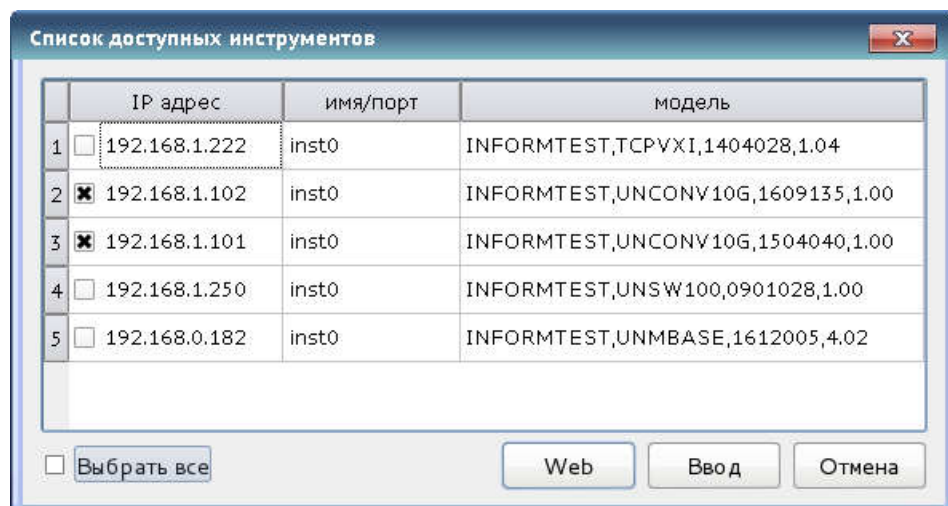 Список доступных инструментов
IP адрес имя/порт модель
1 192.168.1.222 inst0 INFORMTEST,TCPVXI,1404028,1.04
2 192.168.1.102 inst0 INFORMTEST,UNCONV10G,1609135,1.00
3 192.168.1.101 inst0 INFORMTEST,UNCONV10G,1504040,1.00
4 192.168.1.250 inst0 INFORMTEST,UNSW100,0901028,1.00
5 192.168.0.182 inst0 INFORMTEST,UNMBASE,1612005,4.02
Выбрать все Web Ввод Отмена